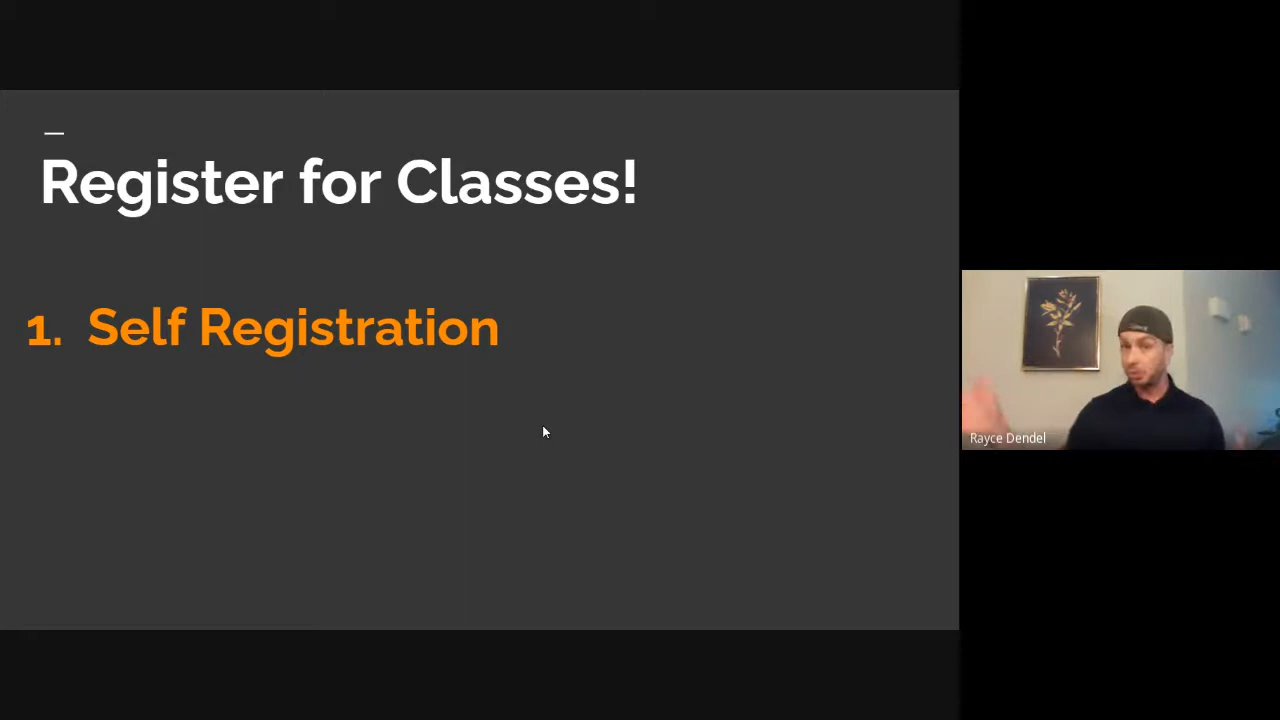 Register for Classes!
1. Self Registration
Rayce Dendel